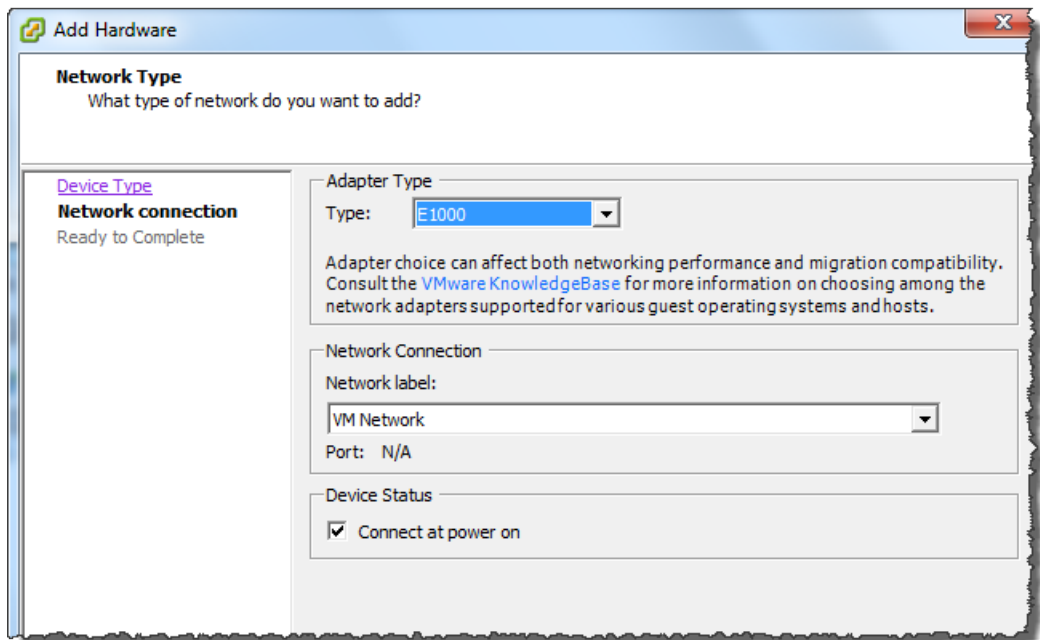 Add Hardware
Network Type
What type of network do you want to add?
Device Type
Network connection
Ready to Complete
Adapter Type
Type: E1000
Adapter choice can affect both networking performance and migration compatibility.
Consult the VMware KnowledgeBase for more information on choosing among the
network adapters supported for various guest operating systems and hosts.
Network Connection
Network label:
VM Network
Port: N/A
Device Status
Connect at power on